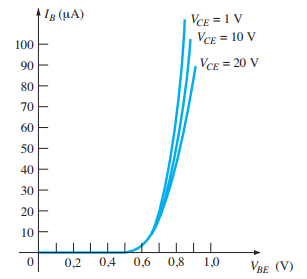 I_B (μA)
V_CE = 1 V
V_CE = 10 V
V_CE = 20 V
100
90
80
70
60
50
40
30
20
10
0 0,2 0,4 0,6 0,8 1,0 V_BE (V)